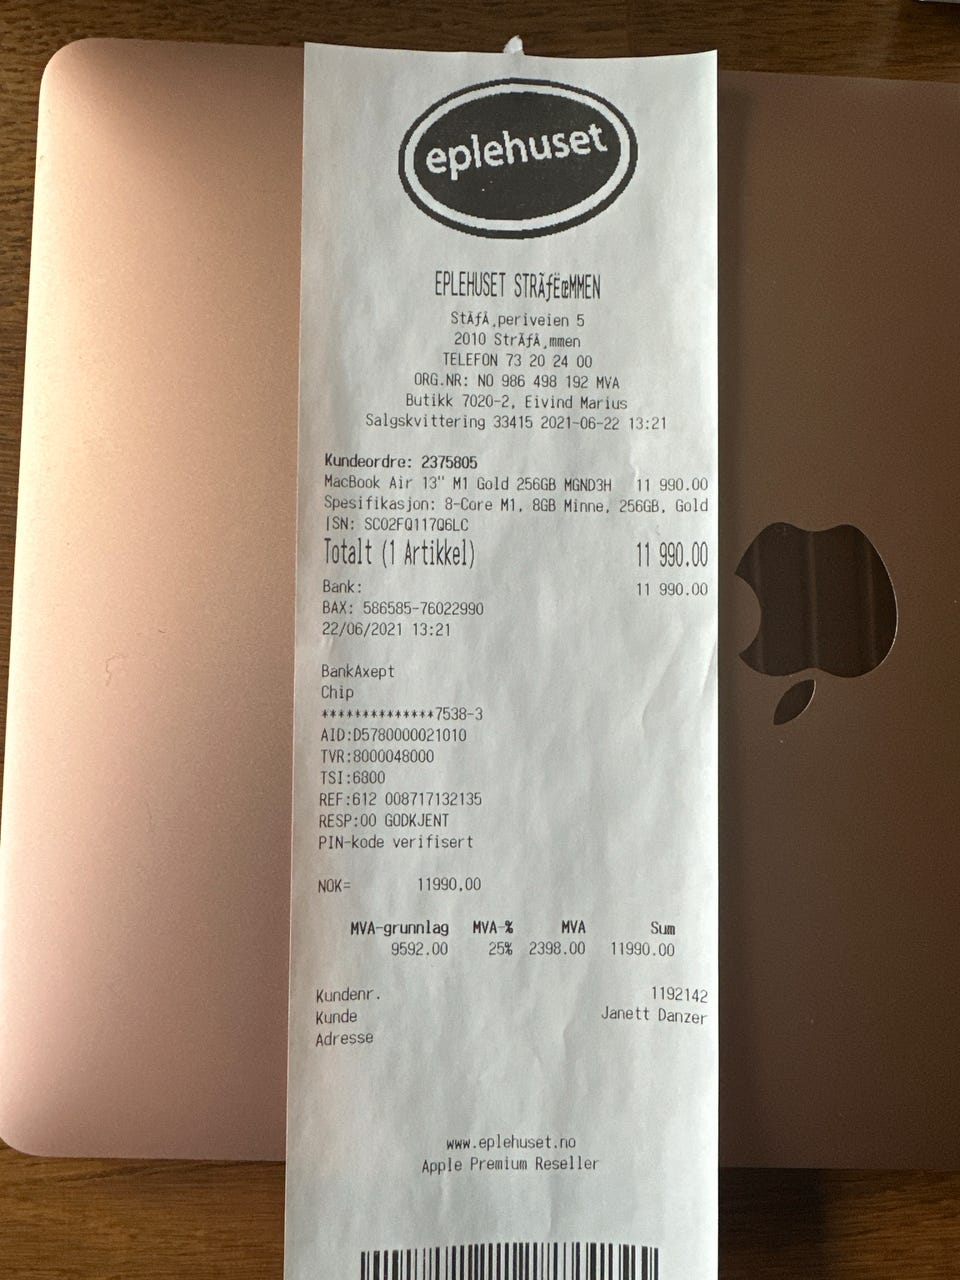 eplehuset
EPLEHUSET STRÃƒËœMMEN
StÃƒÂ¸periveien 5
2010 StrÃƒÂ¸mmen
TELEFON 73 20 24 00
ORG.NR: NO 986 498 192 MVA
Butikk 7020-2, Eivind Marius
Salgskvittering 33415 2021-06-22 13:21
Kundeordre: 2375805
MacBook Air 13" M1 Gold 256GB MGND3H 11 990.00
Spesifikasjon: 8-Core M1, 8GB Minne, 256GB, Gold
|SN: SC02FQ117Q6LC
Totalt (1 Artikkel) 11 990.00
Bank: 11 990.00
BAX: 586585-76022990
22/06/2021 13:21
BankAxept
Chip
**************7538-3
AID:D5780000021010
TVR:8000048000
TSI:6800
REF:612 008717132135
RESP:00 GODKJENT
PIN-kode verifisert
NOK= 11990,00
MVA-grunnlag MVA-% MVA Sum
9592.00 25% 2398.00 11990.00
Kundenr. 1192142
Kunde Janett Danzer
Adresse
www.eplehuset.no
Apple Premium Reseller